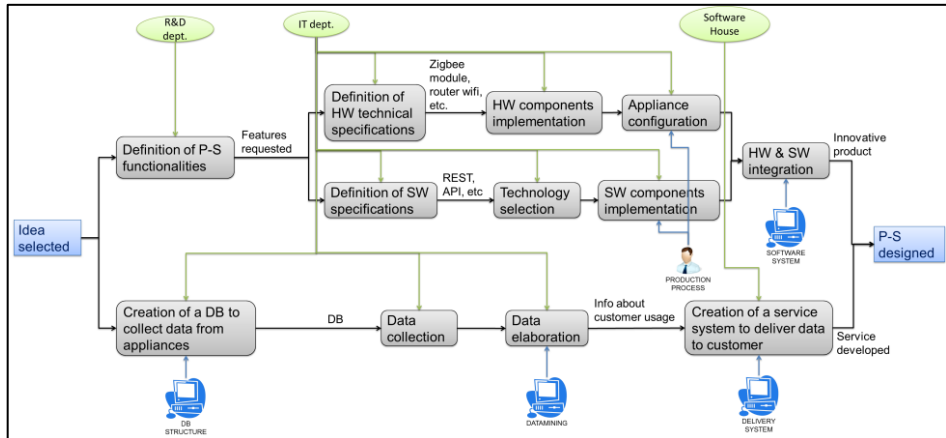 R&D
dept.
IT dept.
Software
House
Zigbee
module,
router wifi,
etc.
Definition of
HW technical
specifications
HW components
implementation
Appliance
configuration
Definition of P-S
functionalities
Features
requested
HW & SW
integration
Innovative
product
REST,
API, etc
Definition of SW
specifications
Technology
selection
SW components
implementation
Idea
selected
P-S
designed
SOFTWARE
SYSTEM
PRODUCTION
PROCESS
Creation of a DB to
collect data from
appliances
DB
Data
collection
Data
elaboration
Info about
customer usage
Creation of a service
system to deliver data
to customer
Service
developed
DB
STRUCTURE
DATAMINING
DELIVERY
SYSTEM